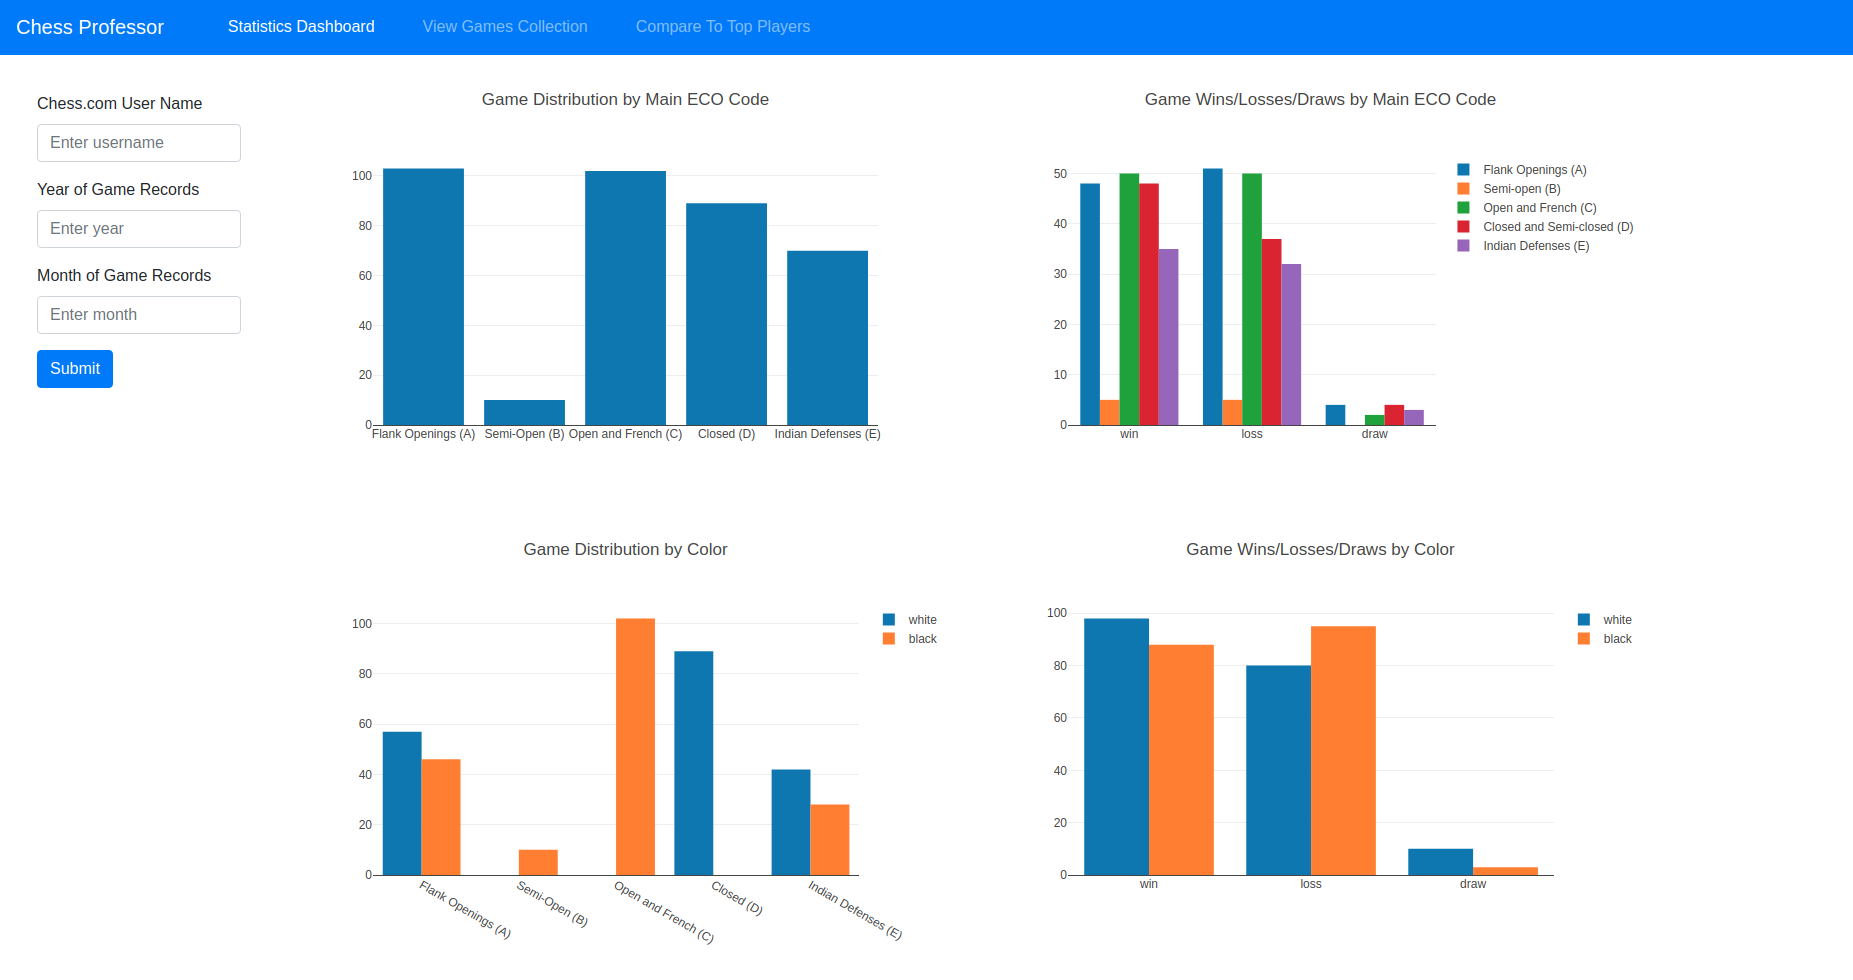 Chess Professor
Statistics Dashboard
View Games Collection
Compare To Top Players
Chess.com User Name
Enter username
Year of Game Records
Enter year
Month of Game Records
Enter month
Submit
Game Distribution by Main ECO Code
100
80
60
40
20
0
Flank Openings (A)
Semi-Open (B)
Open and French (C)
Closed (D)
Indian Defenses (E)
Game Wins/Losses/Draws by Main ECO Code
50
40
30
20
10
0
win
loss
draw
Flank Openings (A)
Semi-open (B)
Open and French (C)
Closed and Semi-closed (D)
Indian Defenses (E)
Game Distribution by Color
100
80
60
40
20
0
Flank Openings (A)
Semi-Open (B)
Open and French (C)
Closed (D)
Indian Defenses (E)
white
black
Game Wins/Losses/Draws by Color
100
80
60
40
20
0
win
loss
draw
white
black